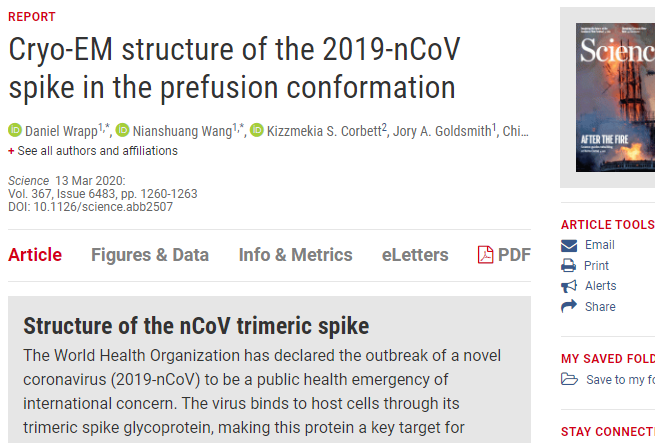 REPORT
Cryo-EM structure of the 2019-nCoV
spike in the prefusion conformation
iD Daniel Wrapp1,*, iD Nianshuang Wang1,*, iD Kizzmekia S. Corbett2, Jory A. Goldsmith1, Chi...
+ See all authors and affiliations
Science 13 Mar 2020:
Vol. 367, Issue 6483, pp. 1260-1263
DOI: 10.1126/science.abb2507
Article Figures & Data Info & Metrics eLetters PDF
Structure of the nCoV trimeric spike
The World Health Organization has declared the outbreak of a novel
coronavirus (2019-nCoV) to be a public health emergency of
international concern. The virus binds to host cells through its
trimeric spike glycoprotein, making this protein a key target for
Scienc
AFTER THE FIRE
ARTICLE TOOLS
Email
Print
Alerts
Share
MY SAVED FOLD
Save to my fo
STAY CONNECT